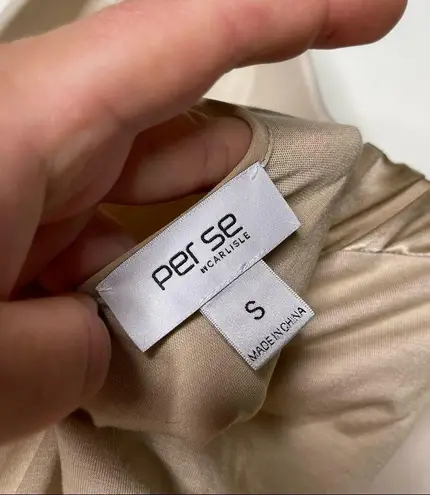 per se
BY CARLISLE
S
MADE IN CHINA